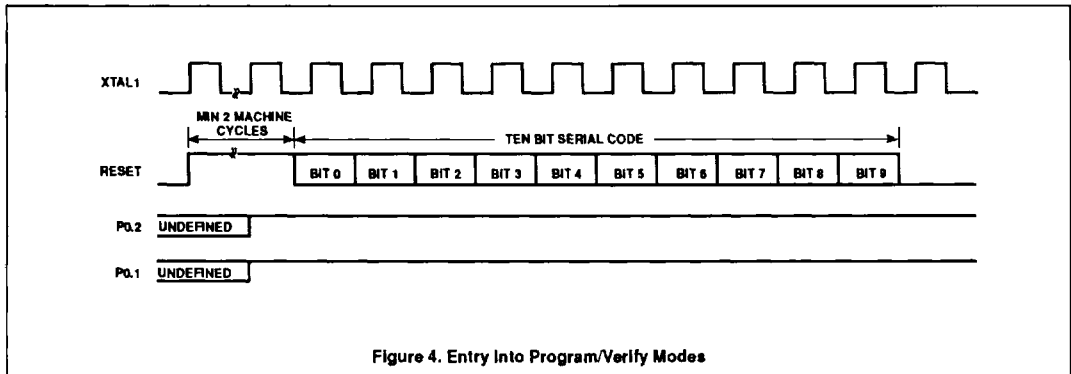 XTAL1
MIN 2 MACHINE
CYCLES
TEN BIT SERIAL CODE
RESET
BIT 0 BIT 1 BIT 2 BIT 3 BIT 4 BIT 5 BIT 6 BIT 7 BIT 8 BIT 9
P0.2 UNDEFINED
P0.1 UNDEFINED
Figure 4. Entry Into Program/Verify Modes